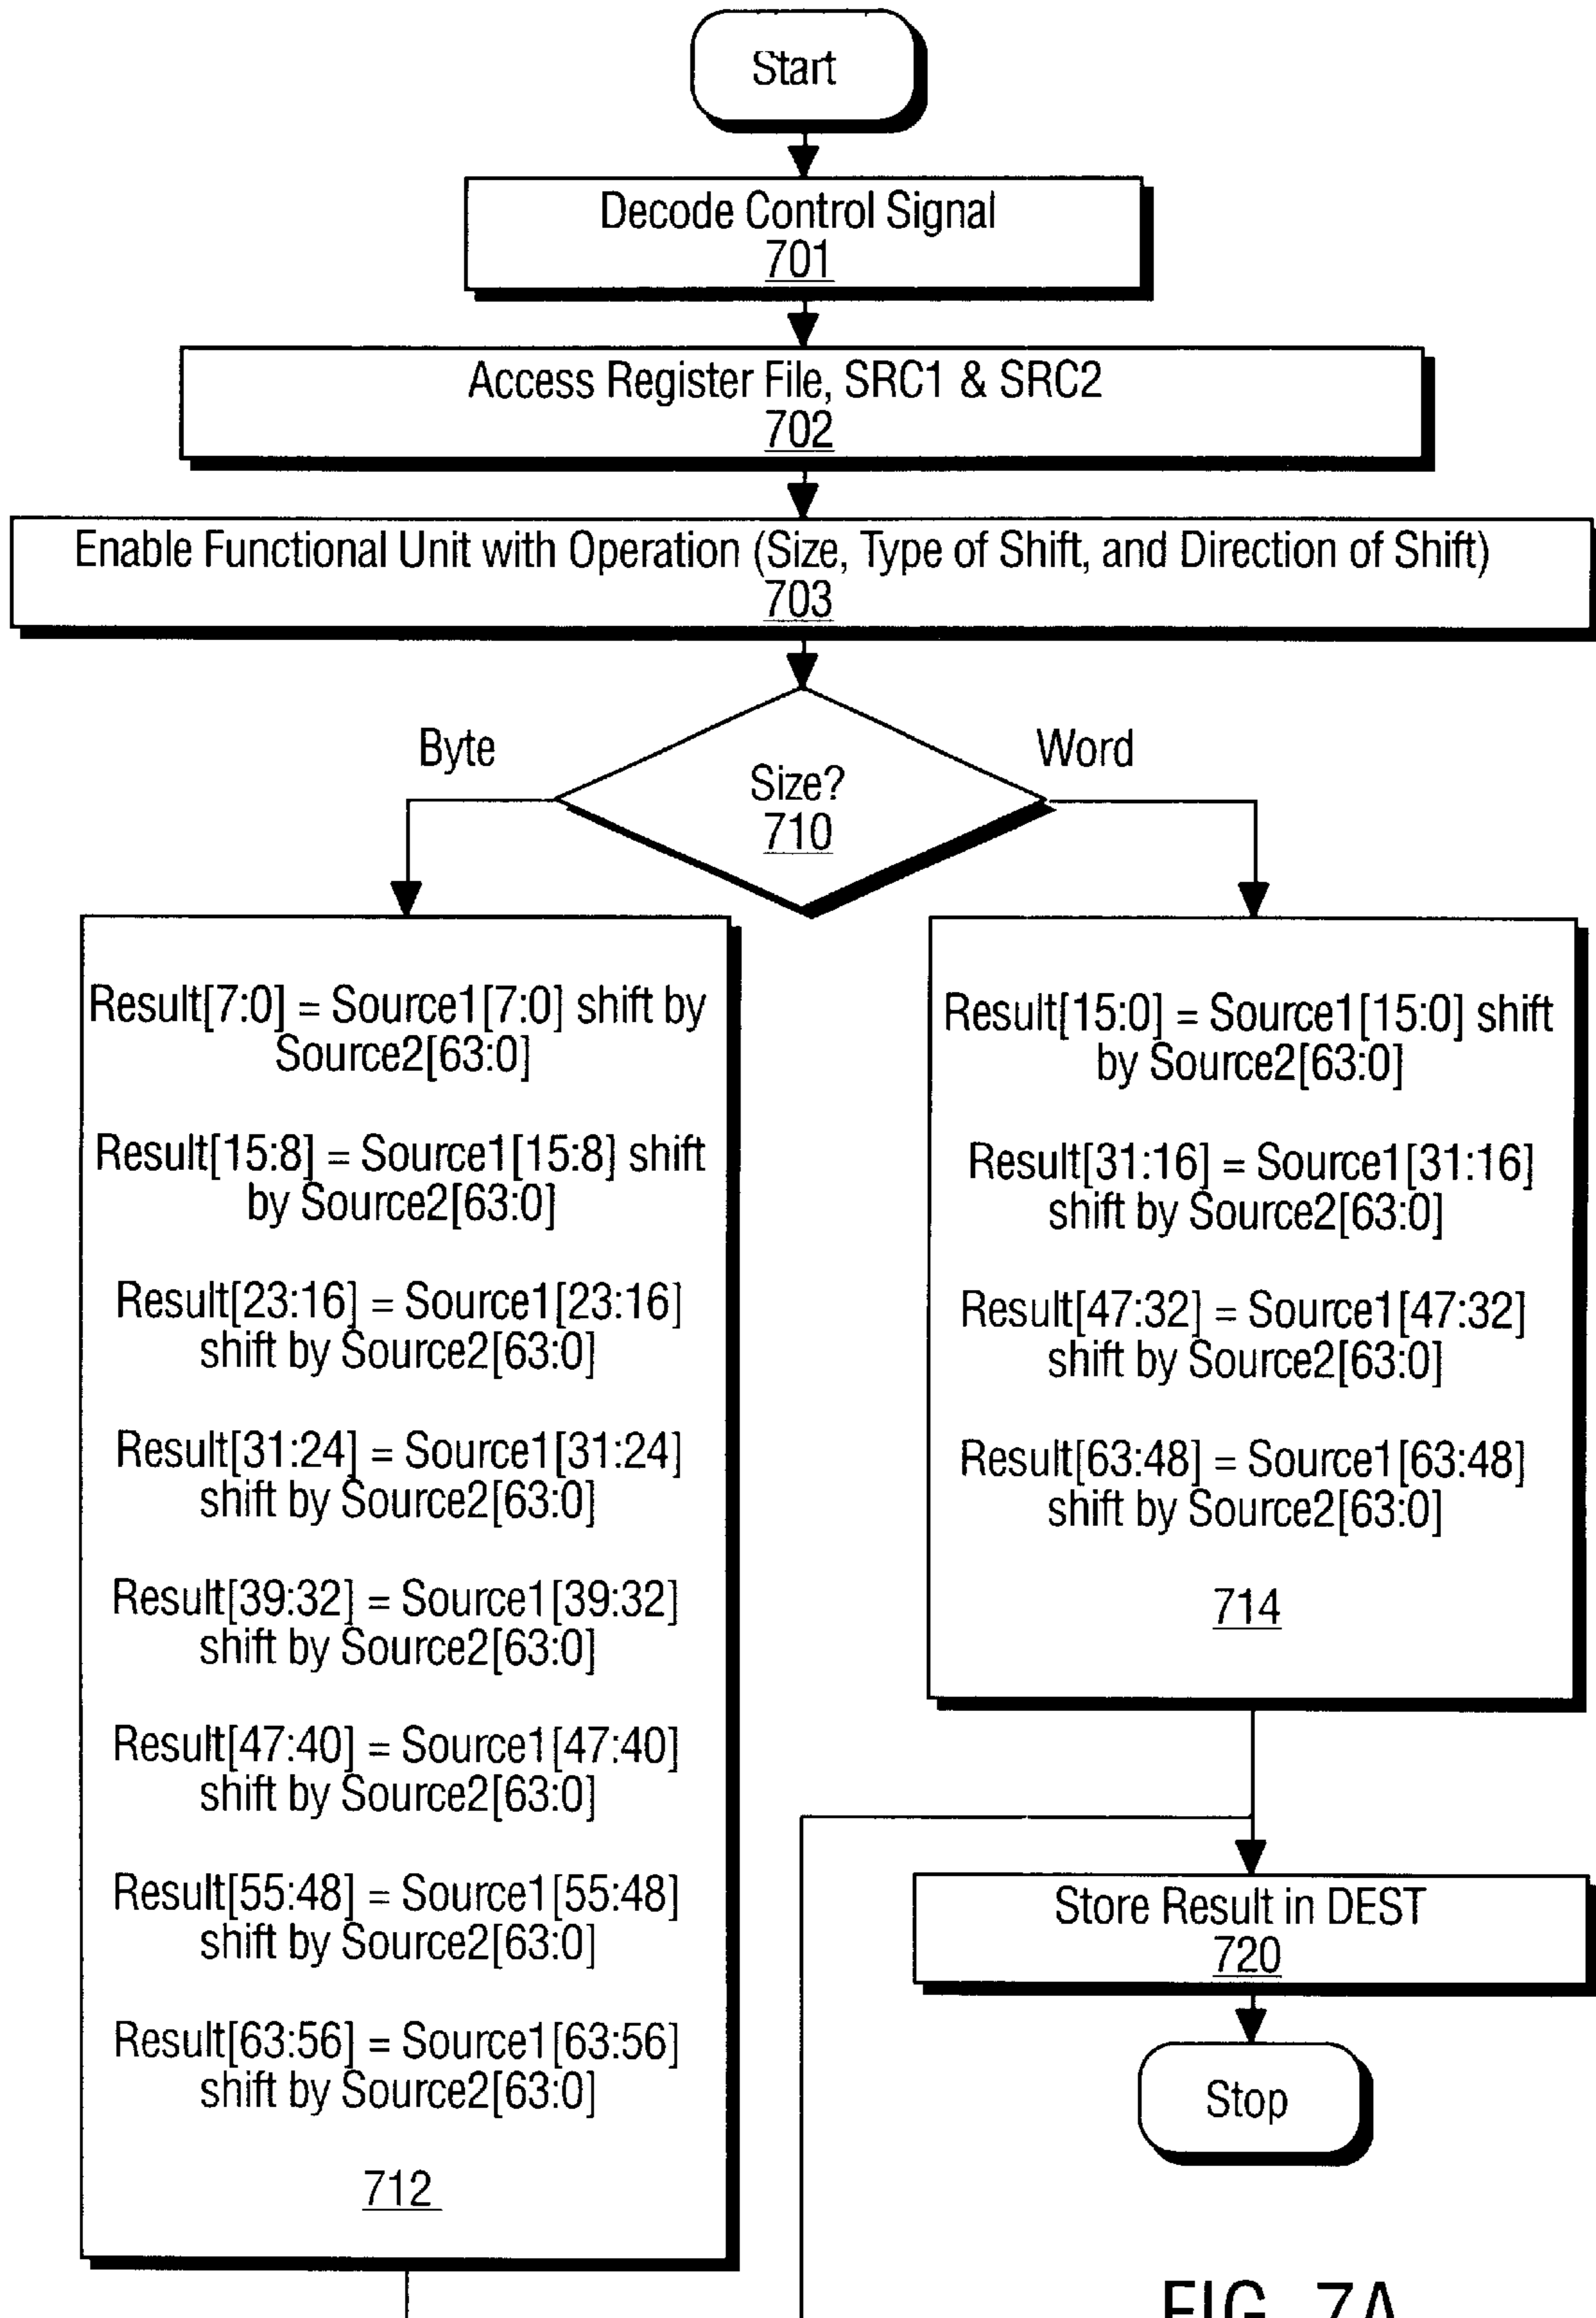 Start
Decode Control Signal
701
Access Register File, SRC1 & SRC2
702
Enable Functional Unit with Operation (Size, Type of Shift, and Direction of Shift)
703
Byte
Word
Size?
710
Result[7:0] = Source1[7:0] shift by
Source2[63:0]
Result[15:8] = Source1[15:8] shift
by Source2[63:0]
Result[23:16] = Source1[23:16]
shift by Source2[63:0]
Result[31:24] = Source1[31:24]
shift by Source2[63:0]
Result[39:32] = Source1[39:32]
shift by Source2[63:0]
Result[47:40] = Source1[47:40]
shift by Source2[63:0]
Result[55:48] = Source1[55:48]
shift by Source2[63:0]
Result[63:56] = Source1[63:56]
shift by Source2[63:0]
712
Result[15:0] = Source1[15:0] shift
by Source2[63:0]
Result[31:16] = Source1[31:16]
shift by Source2[63:0]
Result[47:32] = Source1[47:32]
shift by Source2[63:0]
Result[63:48] = Source1[63:48]
shift by Source2[63:0]
714
Store Result in DEST
720
Stop
FIG. 7A